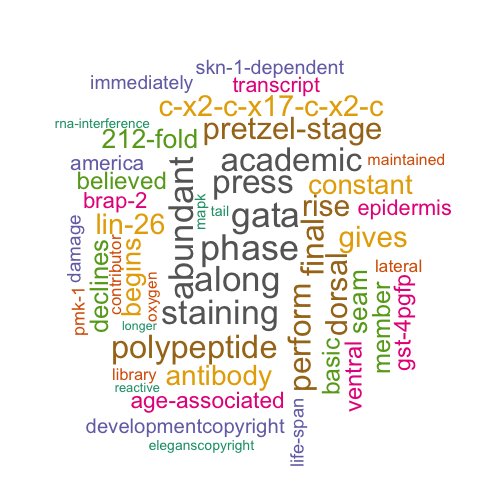 skn-1-dependent
immediately
transcript
c-x2-c-x17-c-x2-c
rna-interference
212-fold
pretzel-stage
america
academic
maintained
believed
press
constant
brap-2
abundant
mapk
tail
gata
rise
epidermis
lin-26
damage
declines
contributor
begins
phase
final
gives
pmk-1
oxygen
along
dorsal
lateral
seam
member
gst-4pgfp
longer
staining
perform
polypeptide
basic
ventral
library
reactive
antibody
age-associated
life-span
developmentcopyright
eleganscopyright